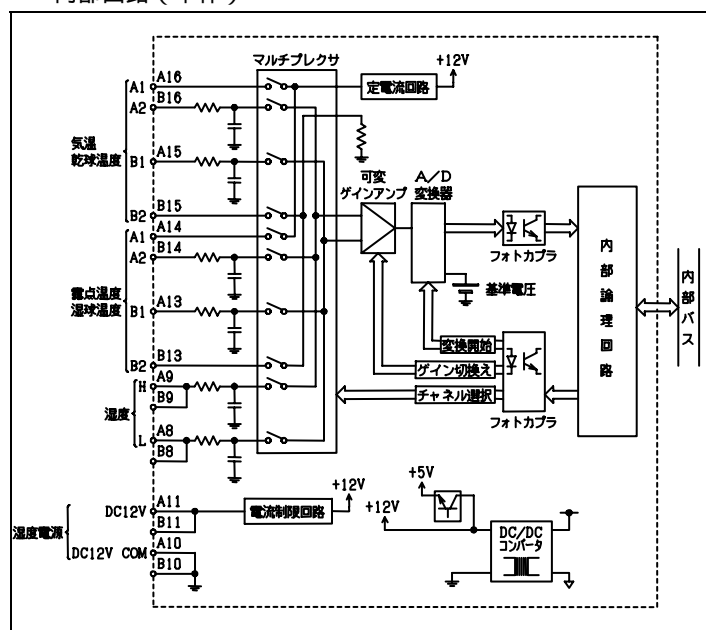 内部回路(本体)
マルチプレクサ
+12V
A1 A16
定電流回路
A2 B16
気温
乾球温度
B1 A15
可変
ゲインアンプ
A/D
変換器
B2 B15
A1 A14
A2 B14
フォトカプラ
内部論理回路
内部バス
露点温度
湿球温度
基準電圧
B1 A13
変換開始
B2 B13
ゲイン切換え
H A9
チャネル選択
B9
フォトカプラ
湿度
L A8
B8
+5V
+12V
+12V
湿度電源
DC12V A11
電流制限回路
B11
DC/DC
コンバータ
DC12V COM A10
B10